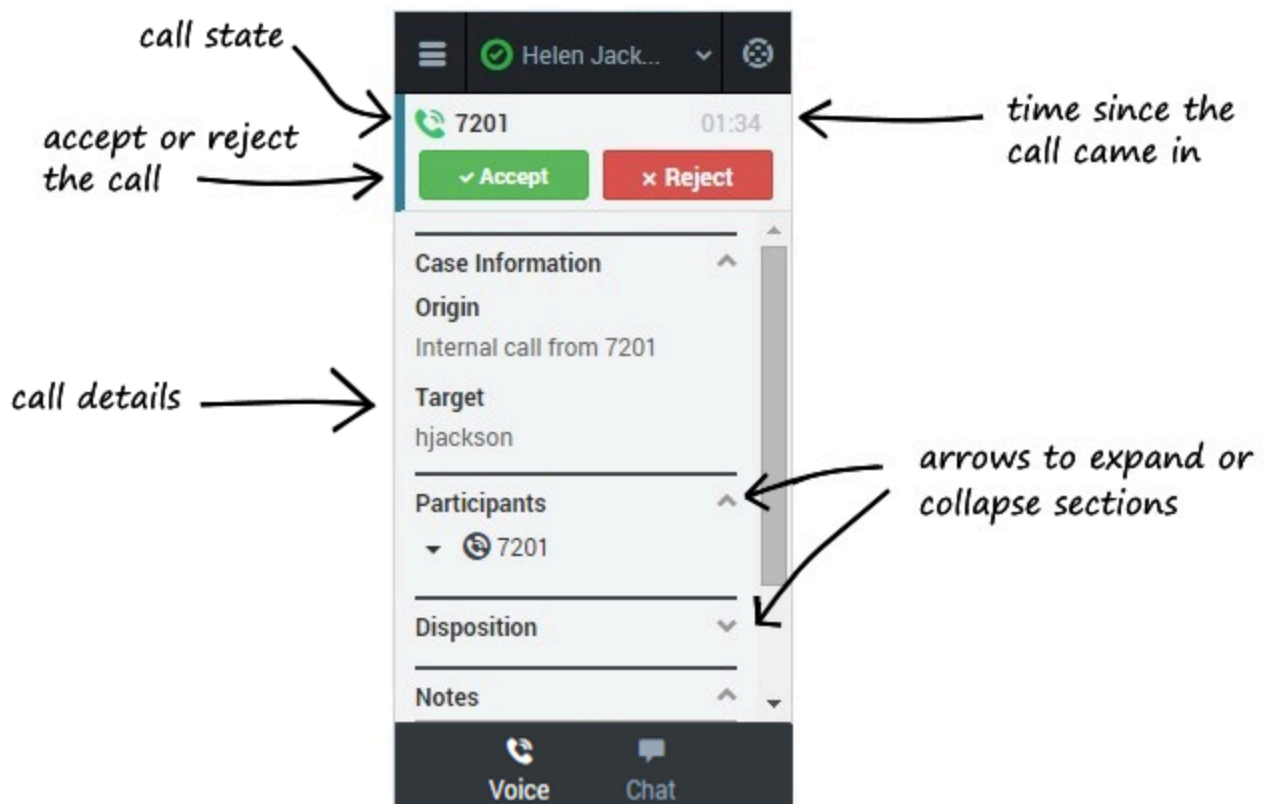 call state
Helen Jack...
7201
01:34
time since the
call came in
accept or reject
the call
Accept
Reject
Case Information
Origin
Internal call from 7201
call details
Target
hjackson
arrows to expand or
collapse sections
Participants
7201
Disposition
Notes
Voice
Chat